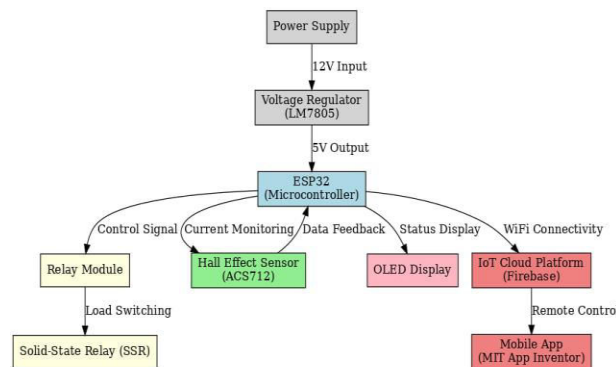 Power Supply
12V Input
Voltage Regulator
(LM7805)
5V Output
ESP32
(Microcontroller)
Control Signal
Current Monitoring
Data Feedback
Status Display
WiFi Connectivity
Relay Module
Hall Effect Sensor
(ACS712)
OLED Display
IoT Cloud Platform
(Firebase)
Load Switching
Remote Control
Solid-State Relay (SSR)
Mobile App
(MIT App Inventor)